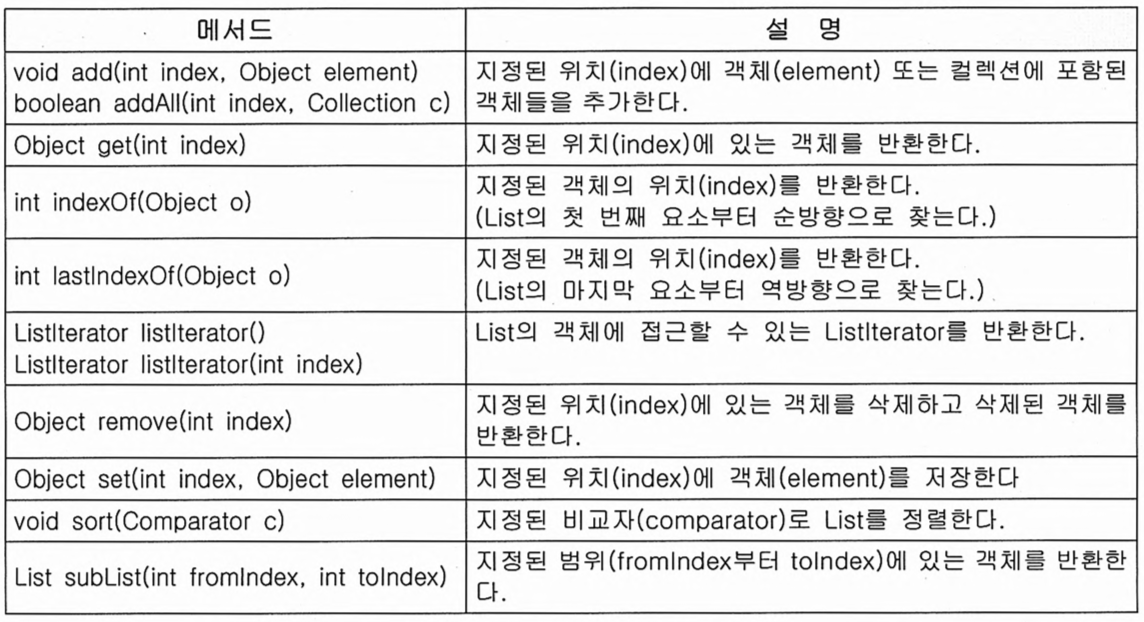 메서드
설 명
void add(int index, Object element)
boolean addAll(int index, Collection c)
지정된 위치(index)에 객체(element) 또는 컬렉션에 포함된
객체들을 추가한다.
Object get(int index)
지정된 위치(index)에 있는 객체를 반환한다.
int indexOf(Object o)
지정된 객체의 위치(index)를 반환한다.
(List의 첫 번째 요소부터 순방향으로 찾는다.)
int lastIndexOf(Object o)
지정된 객체의 위치(index)를 반환한다.
(List의 마지막 요소부터 역방향으로 찾는다.)
ListIterator listIterator()
ListIterator listIterator(int index)
List의 객체에 접근할 수 있는 ListIterator를 반환한다.
Object remove(int index)
지정된 위치(index)에 있는 객체를 삭제하고 삭제된 객체를
반환한다.
Object set(int index, Object element)
지정된 위치(index)에 객체(element)를 저장한다
void sort(Comparator c)
지정된 비교자(comparator)로 List를 정렬한다.
List subList(int fromIndex, int toIndex)
지정된 범위(fromIndex부터 toIndex)에 있는 객체를 반환한
다.